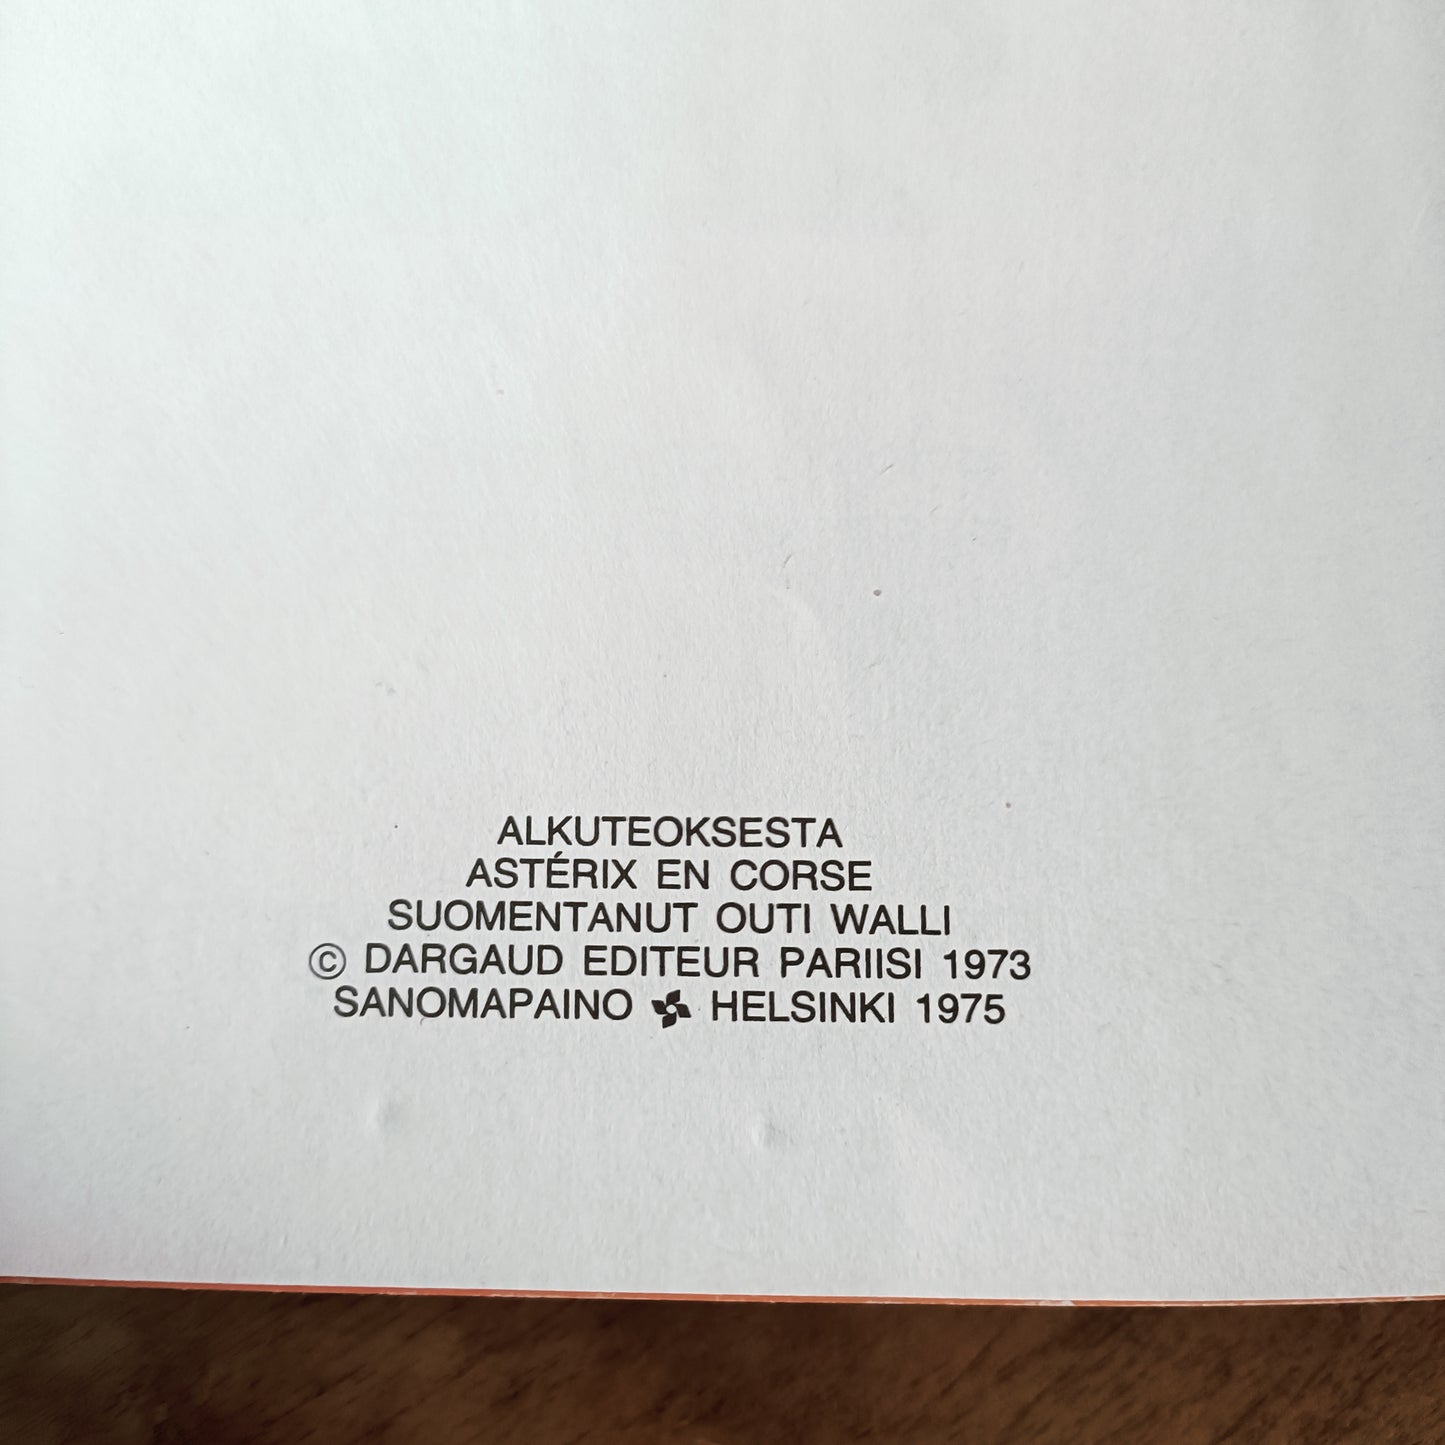 ALKUTEOKSESTA
ASTÉRIX EN CORSE
SUOMENTANUT OUTI WALLI
© DARGAUD EDITEUR PARIISI 1973
SANOMAPAINO HELSINKI 1975